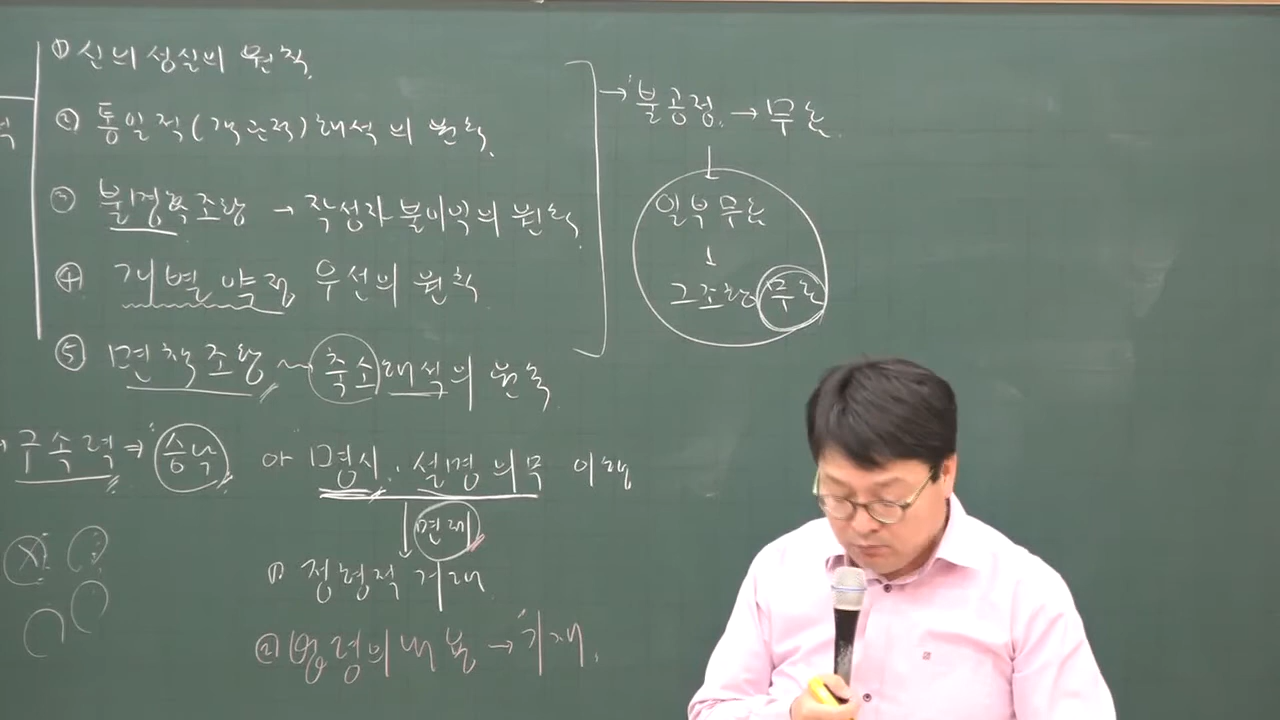 ① 신의성실의 원칙.
② 통일적(객관적)해석의 원칙.
③ 불명확조항 → 작성자불이익의 원칙.
④ 개별약정 우선의 원칙
⑤ 면책조항 ~ 축소해석의 원칙.
→ 불공정. → 무효.
↓
일부무효
↓
그조항무효
→ 구속력 ⇒ 승낙
아 명시·설명의무 이행
↓ 면제
① 정형적 거래
② 법령의 내용 → 기재.